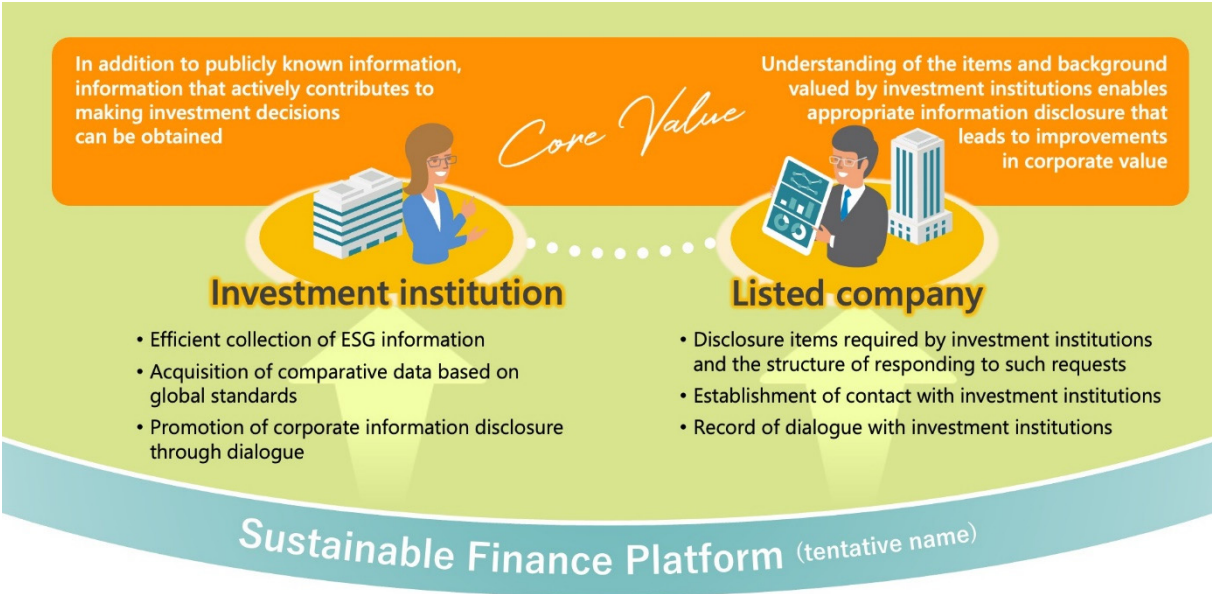 In addition to publicly known information,
information that actively contributes to
making investment decisions
can be obtained
Core Value
Understanding of the items and background
valued by investment institutions enables
appropriate information disclosure that
leads to improvements
in corporate value
Investment institution
• Efficient collection of ESG information
• Acquisition of comparative data based on
global standards
• Promotion of corporate information disclosure
through dialogue
Listed company
• Disclosure items required by investment institutions
and the structure of responding to such requests
• Establishment of contact with investment institutions
• Record of dialogue with investment institutions
Sustainable Finance Platform (tentative name)